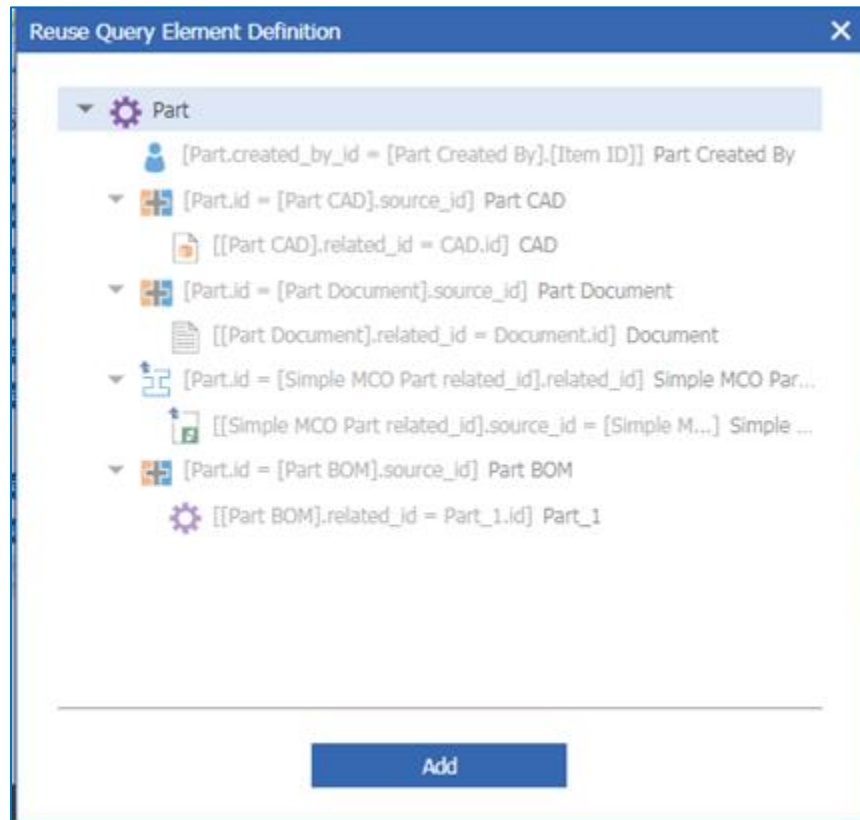 Reuse Query Element Definition
Part
[Part.created_by_id = [Part Created By].[Item ID]] Part Created By
[Part.id = [Part CAD].source_id] Part CAD
[[Part CAD].related_id = CAD.id] CAD
[Part.id = [Part Document].source_id] Part Document
[[Part Document].related_id = Document.id] Document
[Part.id = [Simple MCO Part related_id].related_id] Simple MCO Par...
[[Simple MCO Part related_id].source_id = [Simple M...] Simple ...
[Part.id = [Part BOM].source_id] Part BOM
[[Part BOM].related_id = Part_1.id] Part_1
Add